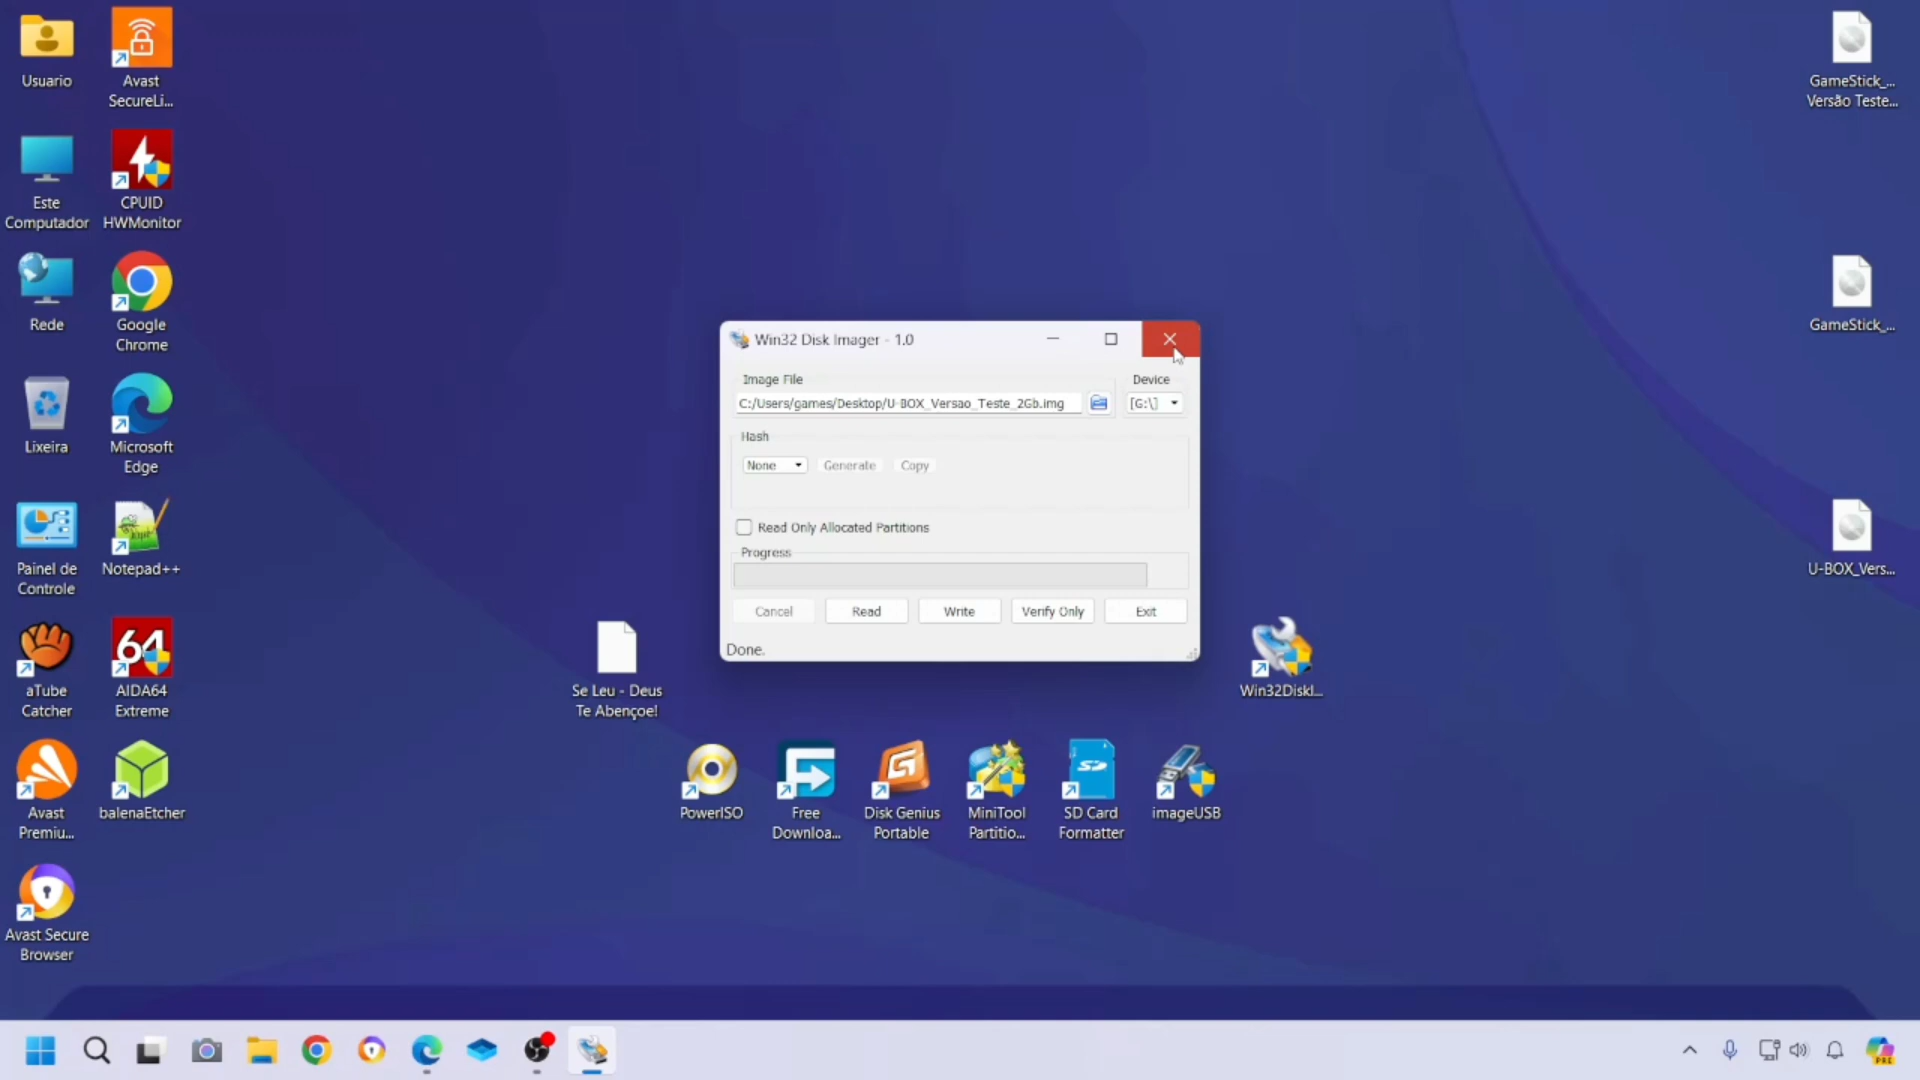 Usuario
Avast
SecureLi...
Este
Computador
CPUID
HWMonitor
Rede
Google
Chrome
Lixeira
Microsoft
Edge
Painel de
Controle
Notepad++
aTube
Catcher
64
AIDA64
Extreme
Avast
Premiu...
balenaEtcher
Avast Secure
Browser
Win32 Disk Imager - 1.0
Image File
Device
C:/Users/games/Desktop/U-BOX_Versao_Teste_2Gb.img
[G:\]
Hash
None
Generate
Copy
Read Only Allocated Partitions
Progress
Cancel
Read
Write
Verify Only
Exit
Done.
Se Leu - Deus
Te Abençoe!
Win32DiskI...
PowerISO
Free
Downloa...
Disk Genius
Portable
MiniTool
Partitio...
SD
SD Card
Formatter
imageUSB
GameStick_...
Versão Teste...
GameStick_...
U-BOX_Vers...
PRE